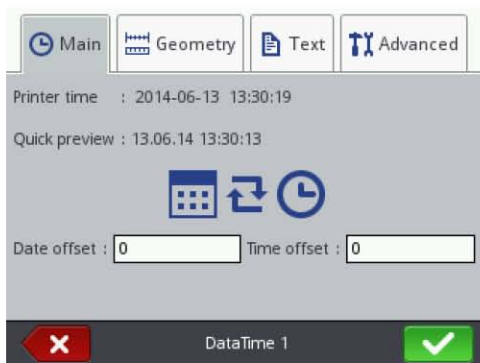 Main Geometry Text Advanced
Printer time : 2014-06-13 13:30:19
Quick preview : 13.06.14 13:30:13
Date offset : 0 Time offset : 0
DataTime 1